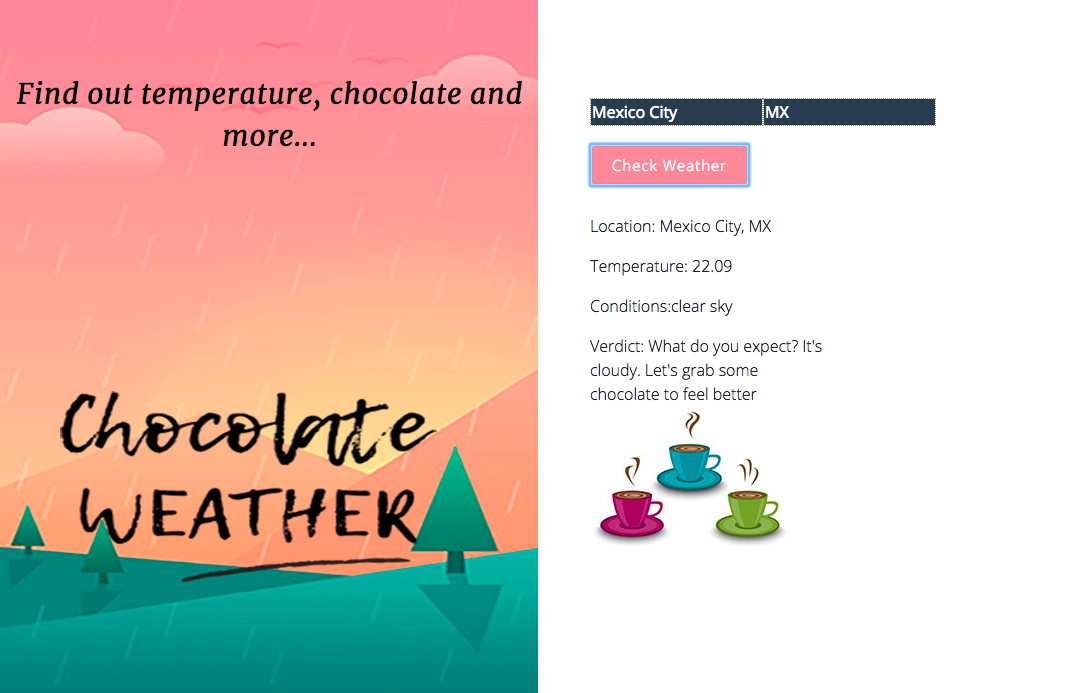 Find out temperature, chocolate and
more...
Chocolate
WEATHER
Mexico City MX
Check Weather
Location: Mexico City, MX
Temperature: 22.09
Conditions:clear sky
Verdict: What do you expect? It's
cloudy. Let's grab some
chocolate to feel better